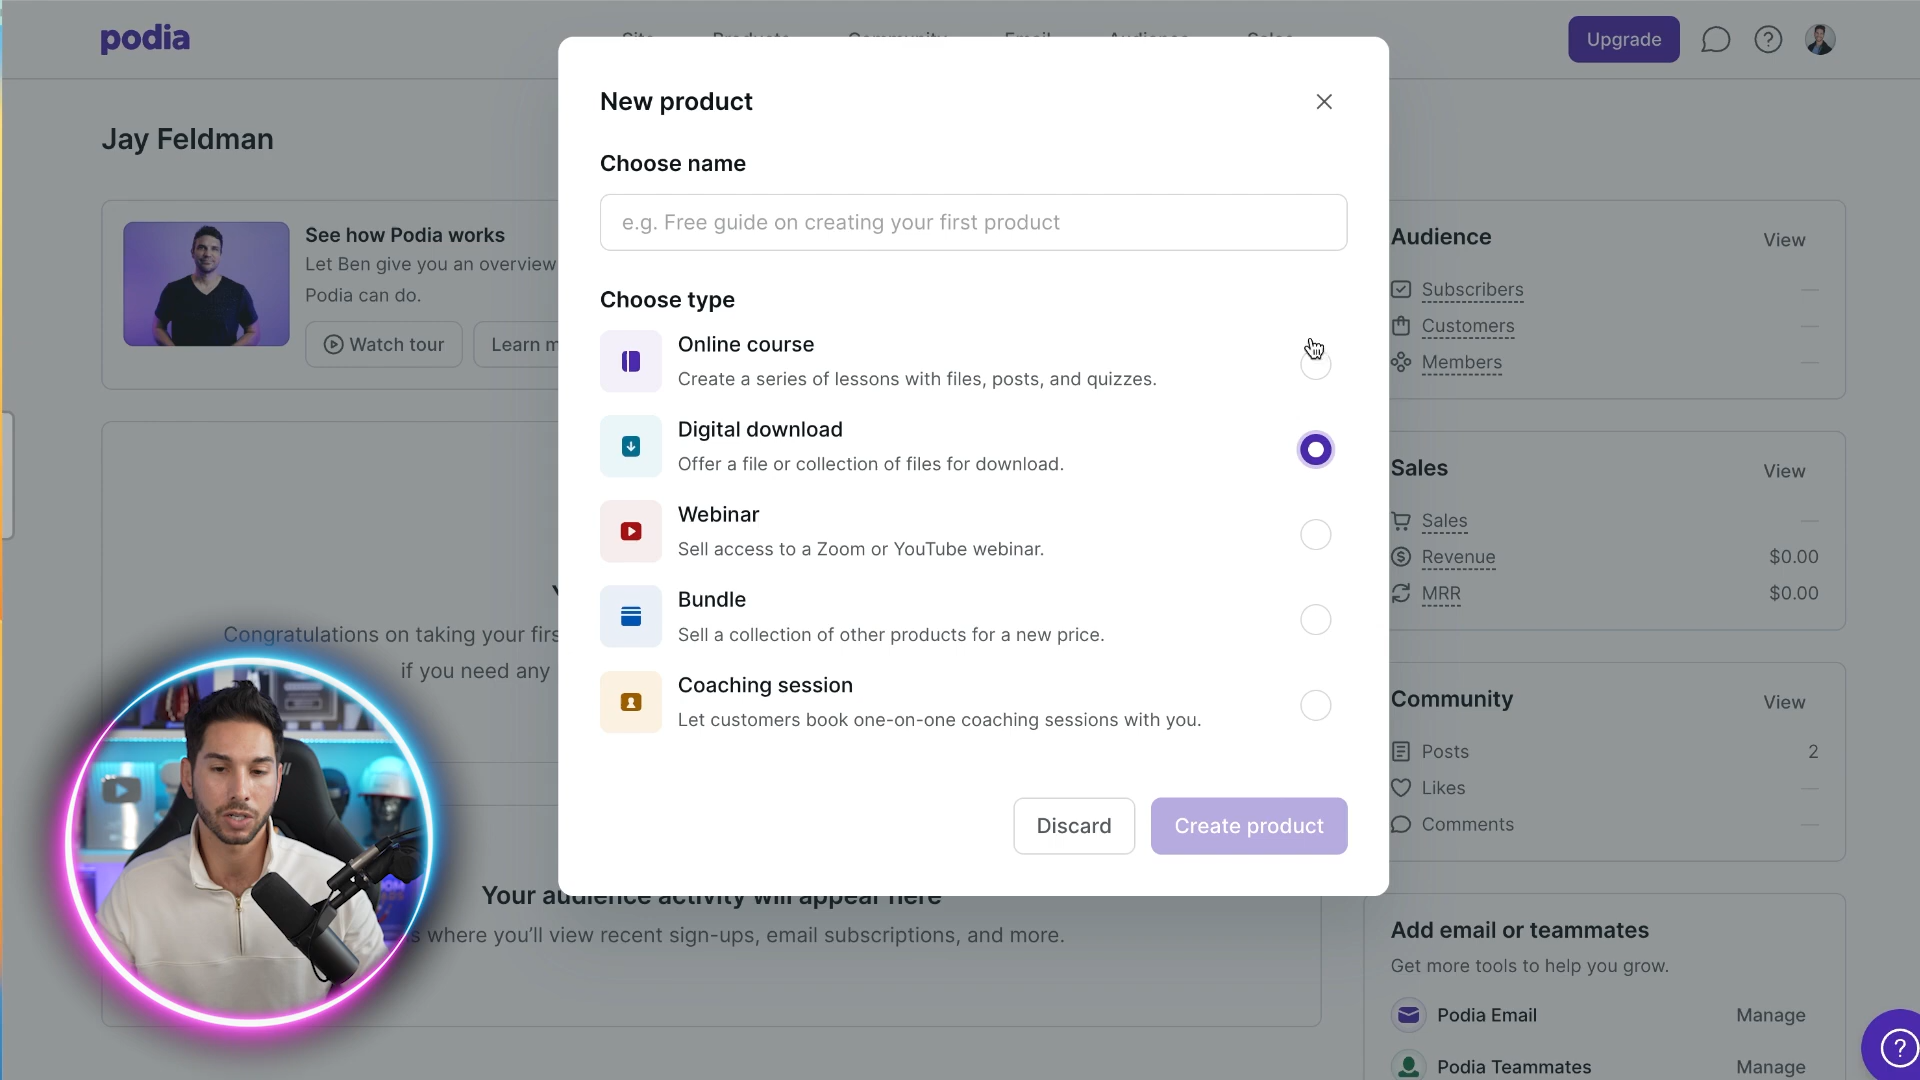 podia
Upgrade
Jay Feldman
See how Podia works
Let Ben give you an overview
Podia can do.
Watch tour
Learn m
Congratulations on taking your firs
if you need any
Your audience activity will appear here
s where you'll view recent sign-ups, email subscriptions, and more.
New product
Choose name
e.g. Free guide on creating your first product
Choose type
Online course
Create a series of lessons with files, posts, and quizzes.
Digital download
Offer a file or collection of files for download.
Webinar
Sell access to a Zoom or YouTube webinar.
Bundle
Sell a collection of other products for a new price.
Coaching session
Let customers book one-on-one coaching sessions with you.
Discard
Create product
Audience View
Subscribers —
Customers —
Members —
Sales View
Sales —
Revenue $0.00
MRR $0.00
Community View
Posts 2
Likes —
Comments —
Add email or teammates
Get more tools to help you grow.
Podia Email Manage
Podia Teammates Manage